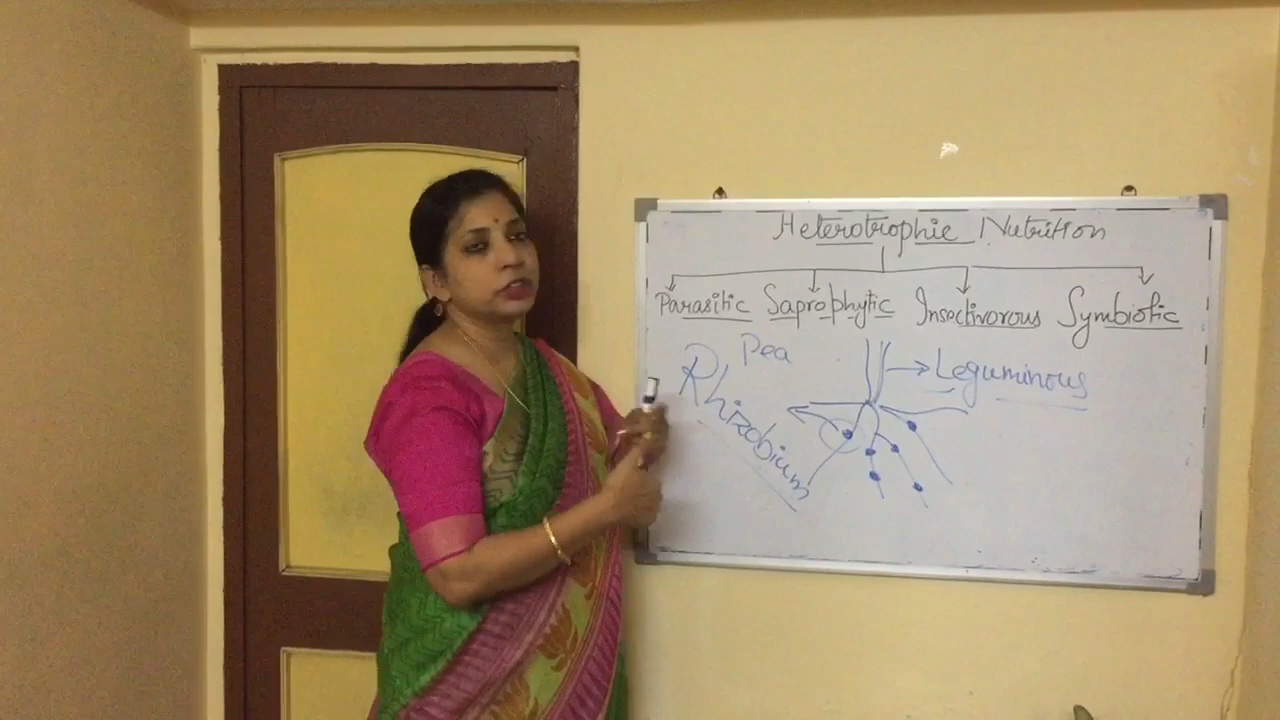 Heterotrophic Nutrition
Parasitic Saprophytic Insectivorous Symbiotic
Pea
Leguminous
Rhizobium